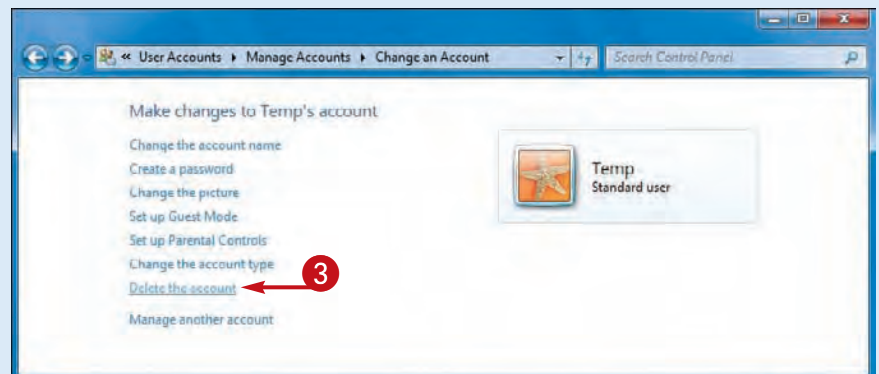 « User Accounts ▸ Manage Accounts ▸ Change an Account
Search Control Panel
Make changes to Temp's account
Change the account name
Create a password
Change the picture
Set up Guest Mode
Set up Parental Controls
Change the account type
Delete the account
3
Manage another account
Temp
Standard user